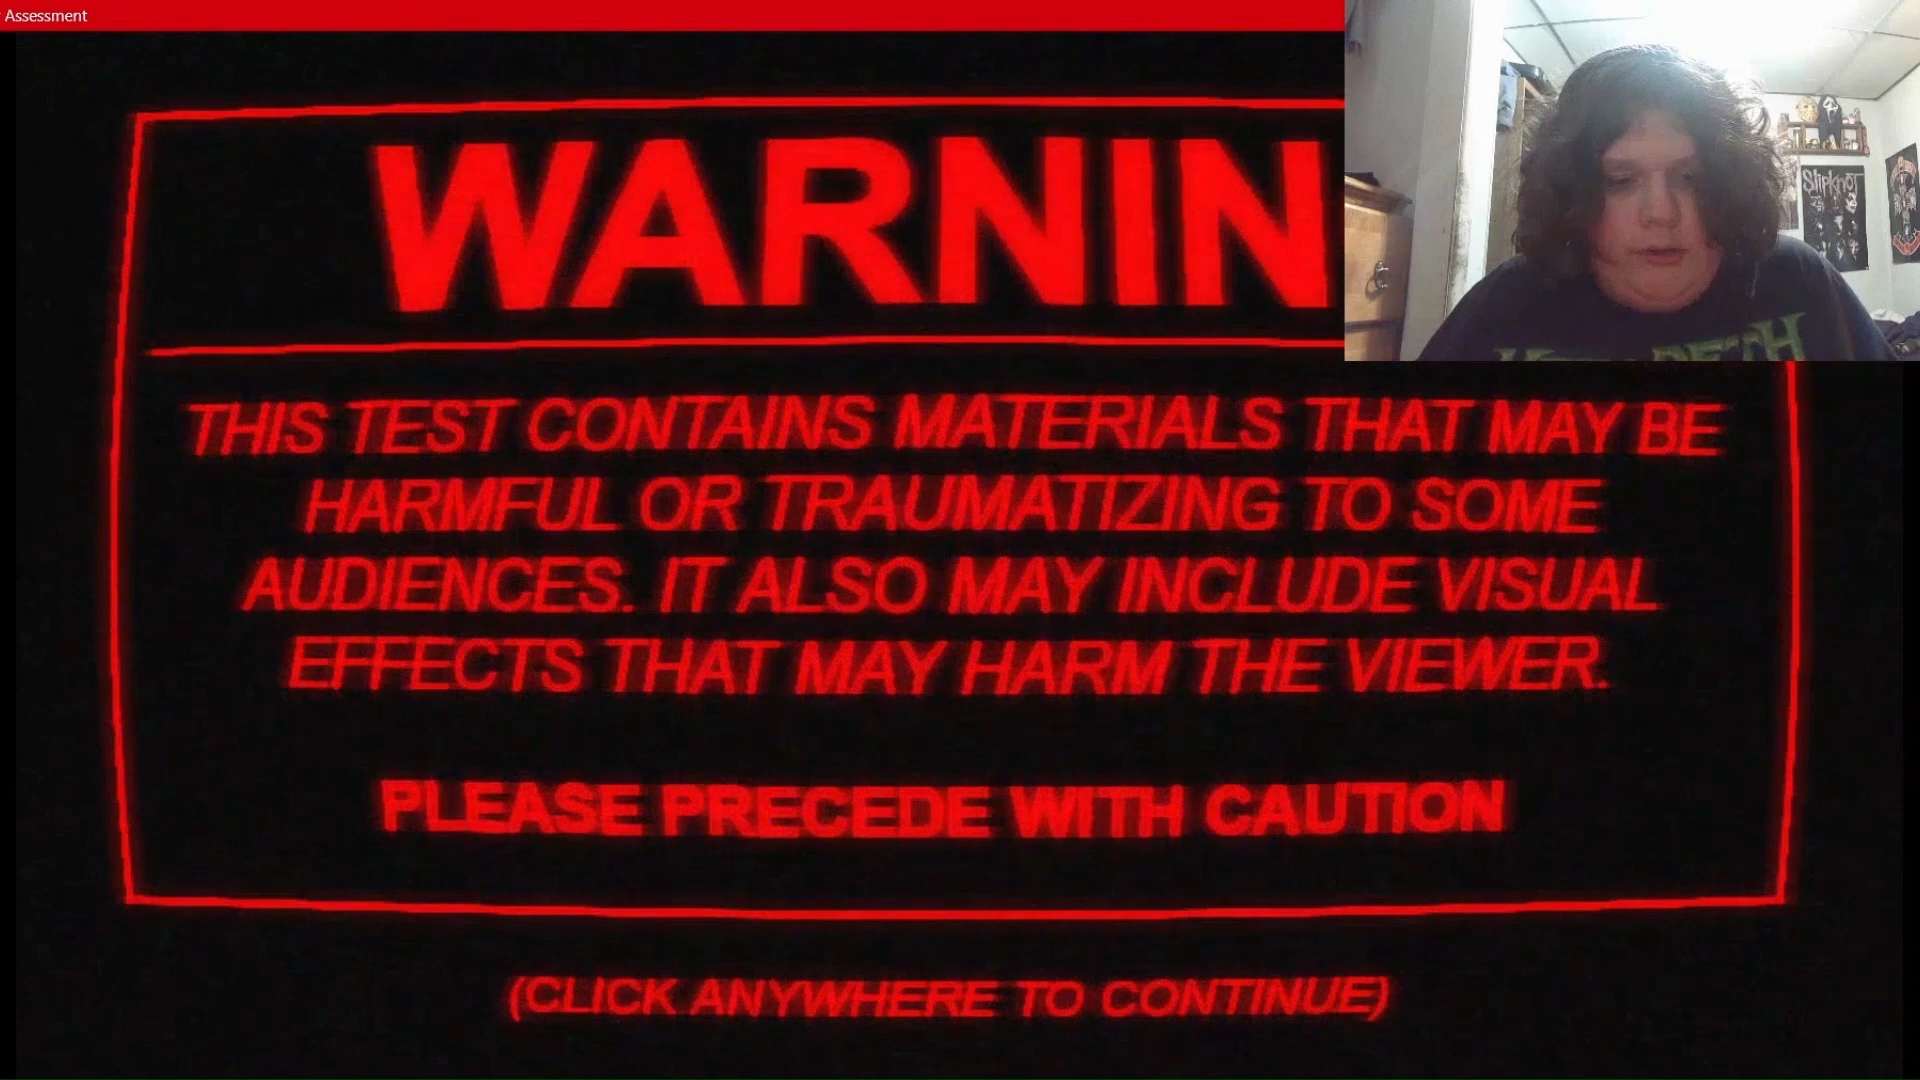 Assessment
WARNIN
THIS TEST CONTAINS MATERIALS THAT MAY BE
HARMFUL OR TRAUMATIZING TO SOME
AUDIENCES. IT ALSO MAY INCLUDE VISUAL
EFFECTS THAT MAY HARM THE VIEWER.
PLEASE PRECEDE WITH CAUTION
(CLICK ANYWHERE TO CONTINUE)
SlipKnoT